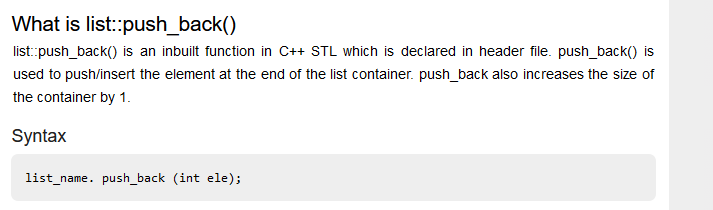 What is list::push_back()
list::push_back() is an inbuilt function in C++ STL which is declared in header file. push_back() is
used to push/insert the element at the end of the list container. push_back also increases the size of
the container by 1.
Syntax
list_name. push_back (int ele);